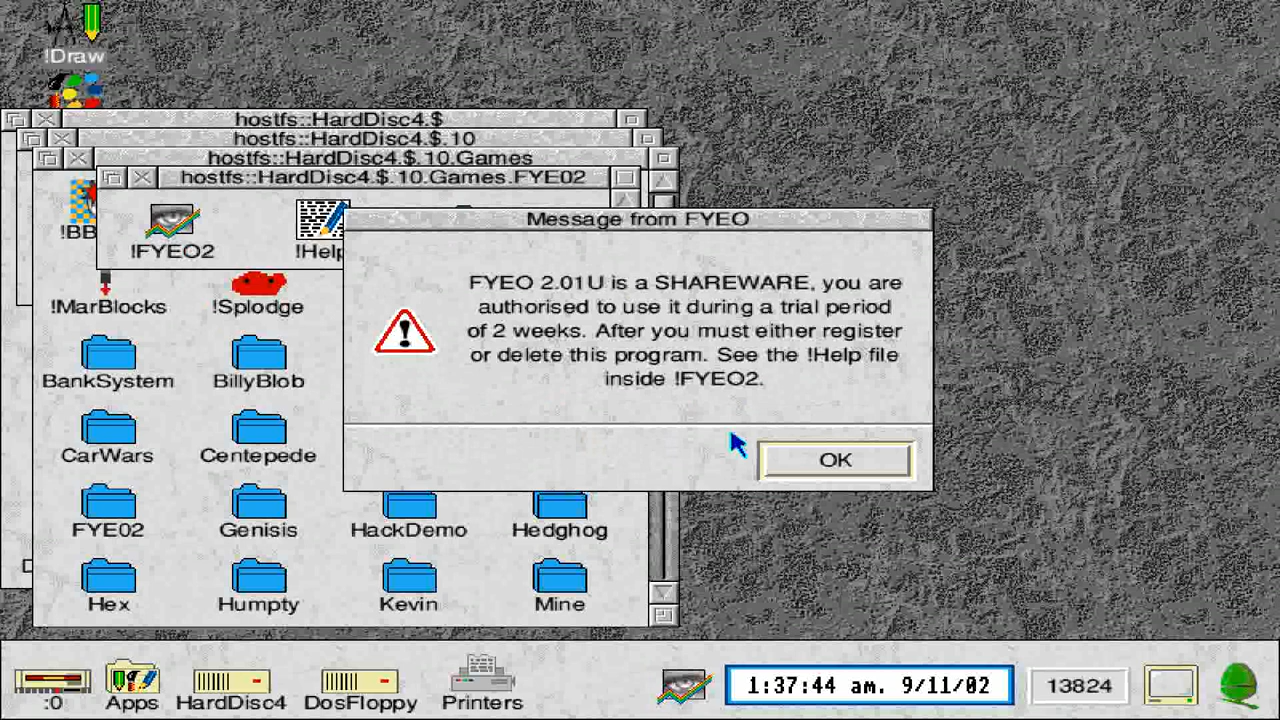 !Draw
hostfs::HardDisc4.$
hostfs::HardDisc4.$.10
hostfs::HardDisc4.$.10.Games
hostfs::HardDisc4.$.10.Games.FYE02
!BB
!FYEO2
!Help
Message from FYEO
FYEO 2.01U is a SHAREWARE, you are
authorised to use it during a trial period
of 2 weeks. After you must either register
or delete this program. See the !Help file
inside !FYEO2.
OK
!MarBlocks
!Splodge
BankSystem
BillyBlob
CarWars
Centepede
FYE02
Genisis
HackDemo
Hedghog
Hex
Humpty
Kevin
Mine
:0
Apps
HardDisc4
DosFloppy
Printers
1:37:44 am. 9/11/02
13824